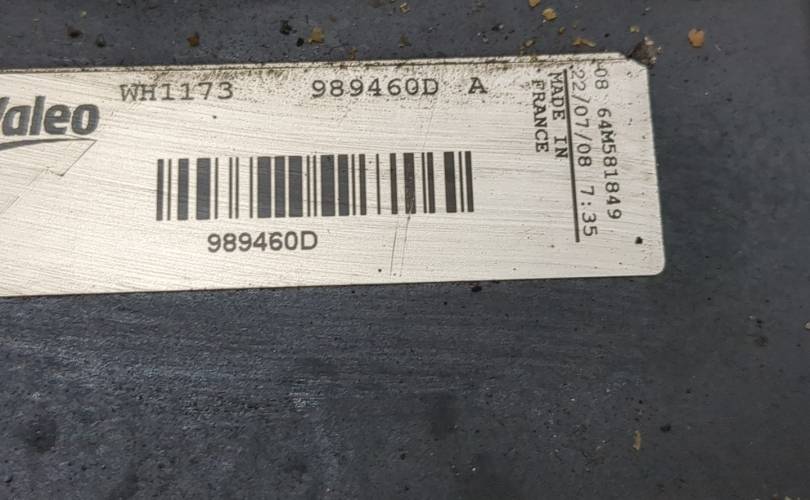 Valeo
WH1173 989460D A
989460D
MADE IN
FRANCE
08 64M581849
22/07/08 7:35